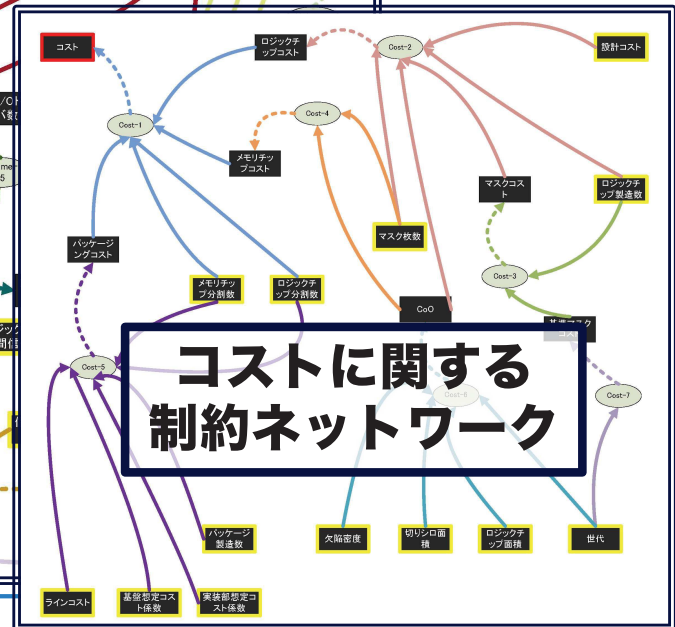 コスト
ロジックチ
ップコスト
Cost-2
設計コスト
Cost-1
Cost-4
メモリチッ
プコスト
マスクコス
ト
ロジックチ
ップ製造数
マスク枚数
パッケージ
ングコスト
Cost-3
メモリチッ
プ分割数
ロジックチ
ップ分割数
CoO
基準マスク
Cost-5
コストに関する
制約ネットワーク
Cost-6
Cost-7
パッケージ
製造数
欠陥密度
切りシロ面
積
ロジックチ
ップ面積
世代
ラインコスト
基盤想定コス
ト係数
実装部想定コ
スト係数